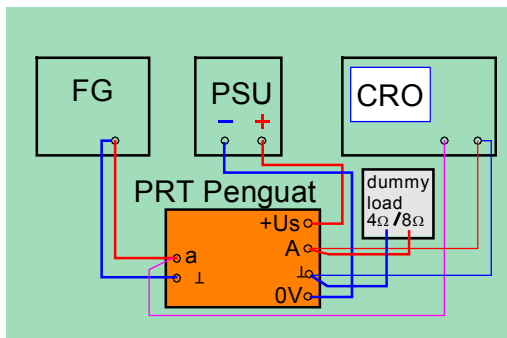 FG
PSU
− +
CRO
PRT Penguat
dummy
load
4Ω/8Ω
+Us
A
a
⊥
⊥
0V